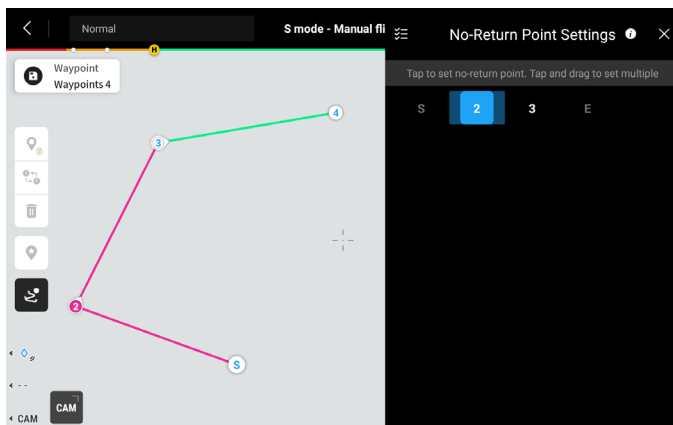 Normal
S mode - Manual fli
No-Return Point Settings
H
Waypoint
Waypoints 4
Tap to set no-return point. Tap and drag to set multiple
S 2 3 E
4
3
2
S
- -
CAM
CAM